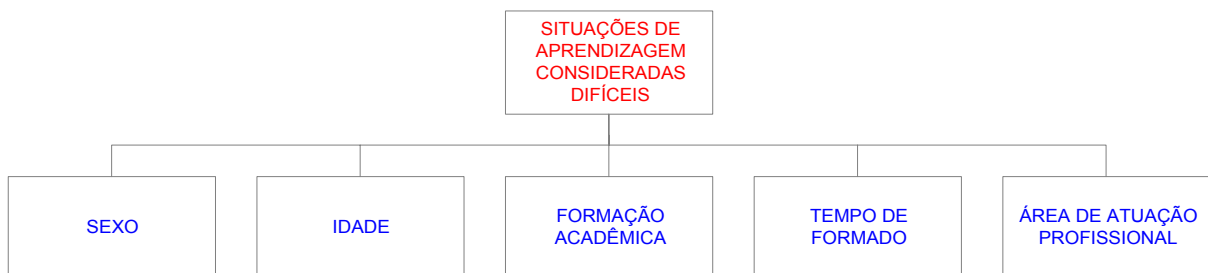 SITUAÇÕES DE
APRENDIZAGEM
CONSIDERADAS
DIFÍCEIS
SEXO
IDADE
FORMAÇÃO
ACADÊMICA
TEMPO DE
FORMADO
ÁREA DE ATUAÇÃO
PROFISSIONAL